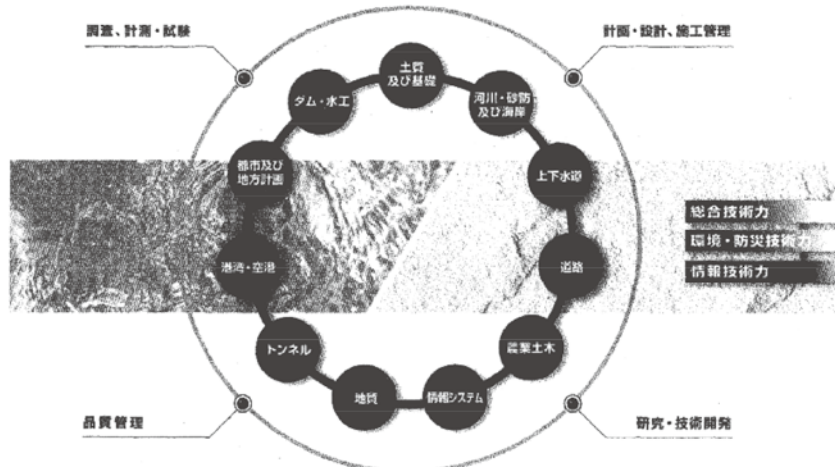 調査、計測・試験
計画・設計、施工管理
土質
及び基礎
河川・砂防
及び海岸
上下水道
道路
農業土木
情報システム
地質
トンネル
港湾・空港
都市及び
地方計画
ダム・水工
総合技術力
環境・防災技術力
情報技術力
品質管理
研究・技術開発